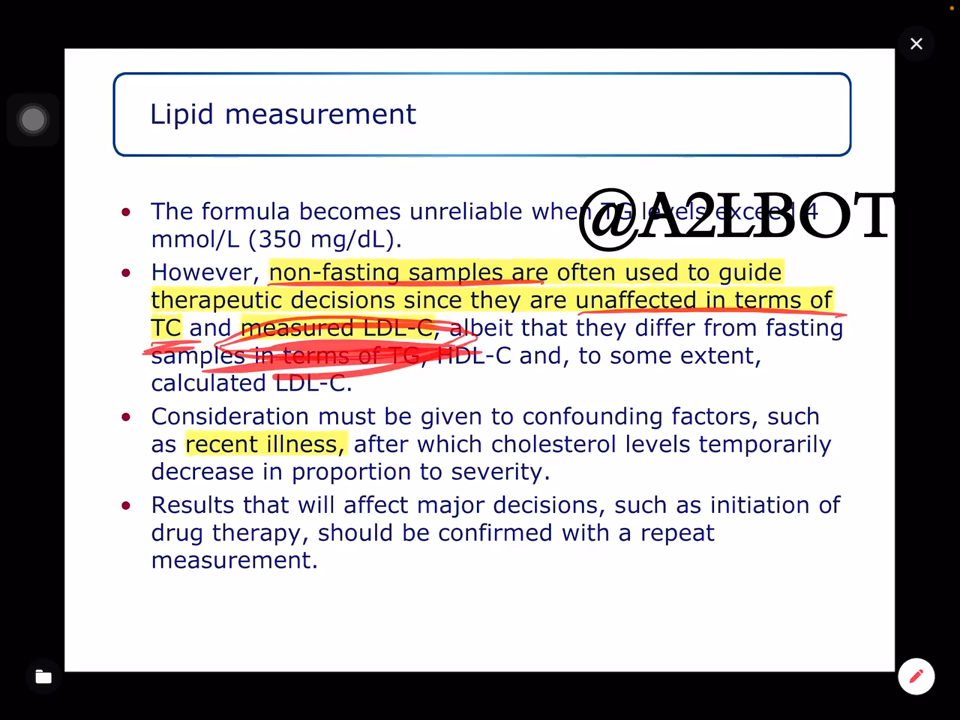 Lipid measurement
@A2LBOT
• The formula becomes unreliable when TG levels exceed 4
mmol/L (350 mg/dL).
• However, non-fasting samples are often used to guide
therapeutic decisions since they are unaffected in terms of
TC and measured LDL-C, albeit that they differ from fasting
samples in terms of TG, HDL-C and, to some extent,
calculated LDL-C.
• Consideration must be given to confounding factors, such
as recent illness, after which cholesterol levels temporarily
decrease in proportion to severity.
• Results that will affect major decisions, such as initiation of
drug therapy, should be confirmed with a repeat
measurement.